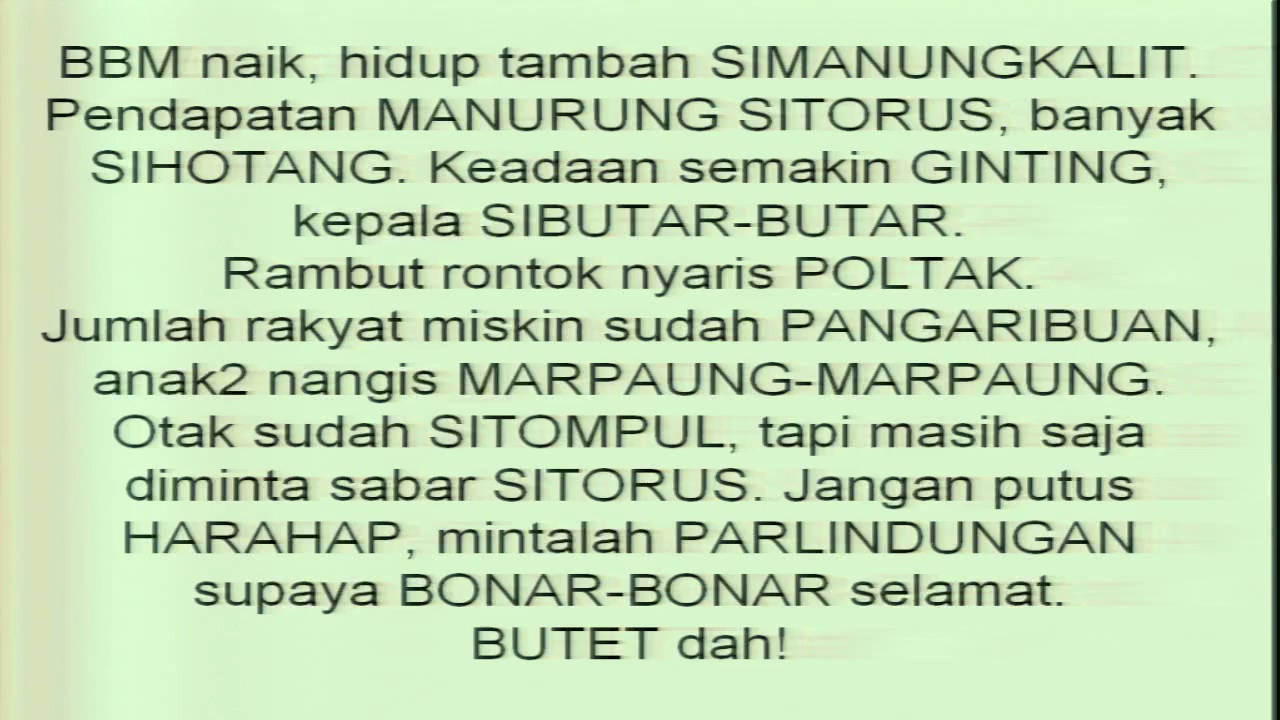 BBM naik, hidup tambah SIMANUNGKALIT.
Pendapatan MANURUNG SITORUS, banyak
SIHOTANG. Keadaan semakin GINTING,
kepala SIBUTAR-BUTAR.
Rambut rontok nyaris POLTAK.
Jumlah rakyat miskin sudah PANGARIBUAN,
anak2 nangis MARPAUNG-MARPAUNG.
Otak sudah SITOMPUL, tapi masih saja
diminta sabar SITORUS. Jangan putus
HARAHAP, mintalah PARLINDUNGAN
supaya BONAR-BONAR selamat.
BUTET dah!